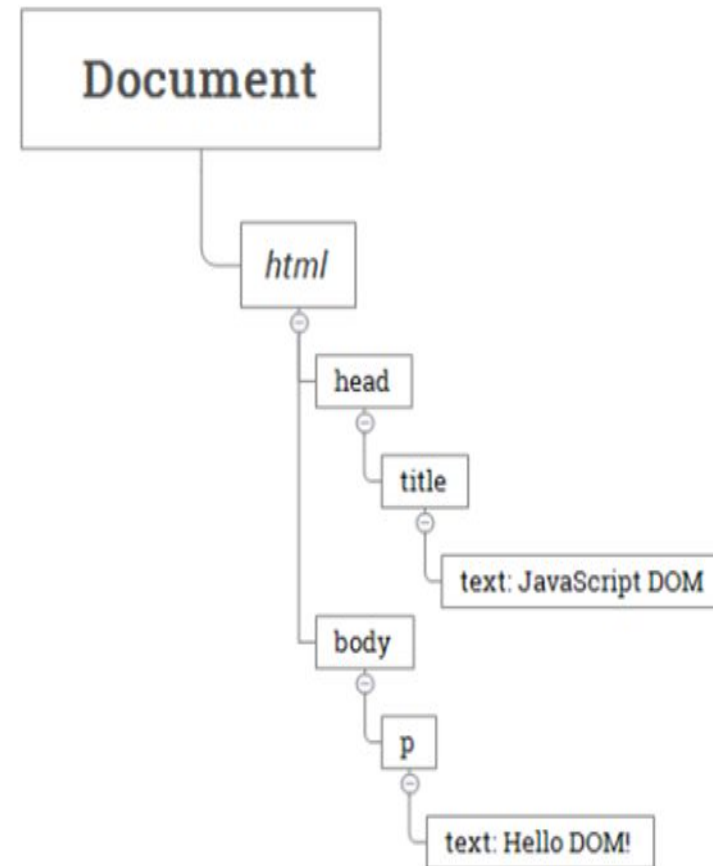 Document
html
head
title
text: JavaScript DOM
body
p
text: Hello DOM!